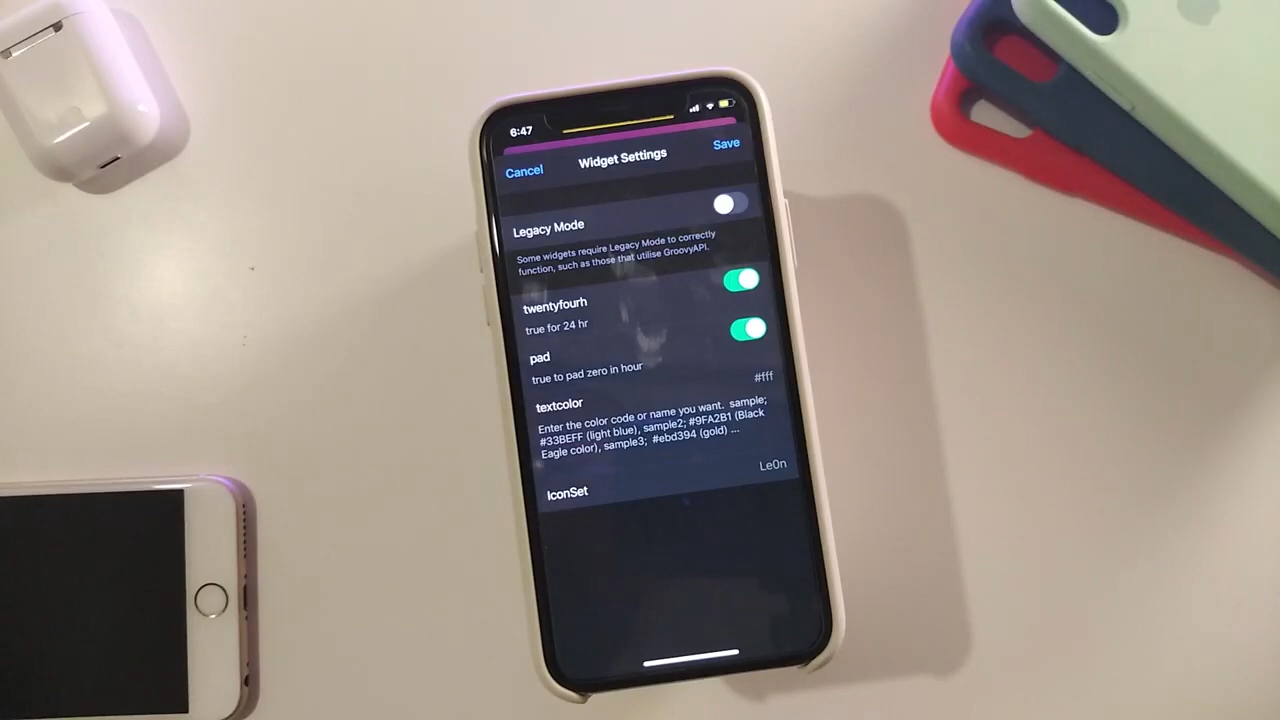 6:47
Cancel
Widget Settings
Save
Legacy Mode
Some widgets require Legacy Mode to correctly
function, such as those that utilise GroovyAPI.
twentyfourh
true for 24 hr
pad
true to pad zero in hour
#fff
textcolor
Enter the color code or name you want. sample;
#33BEFF (light blue), sample2; #9FA2B1 (Black
Eagle color), sample3; #ebd394 (gold) ...
Le0n
IconSet